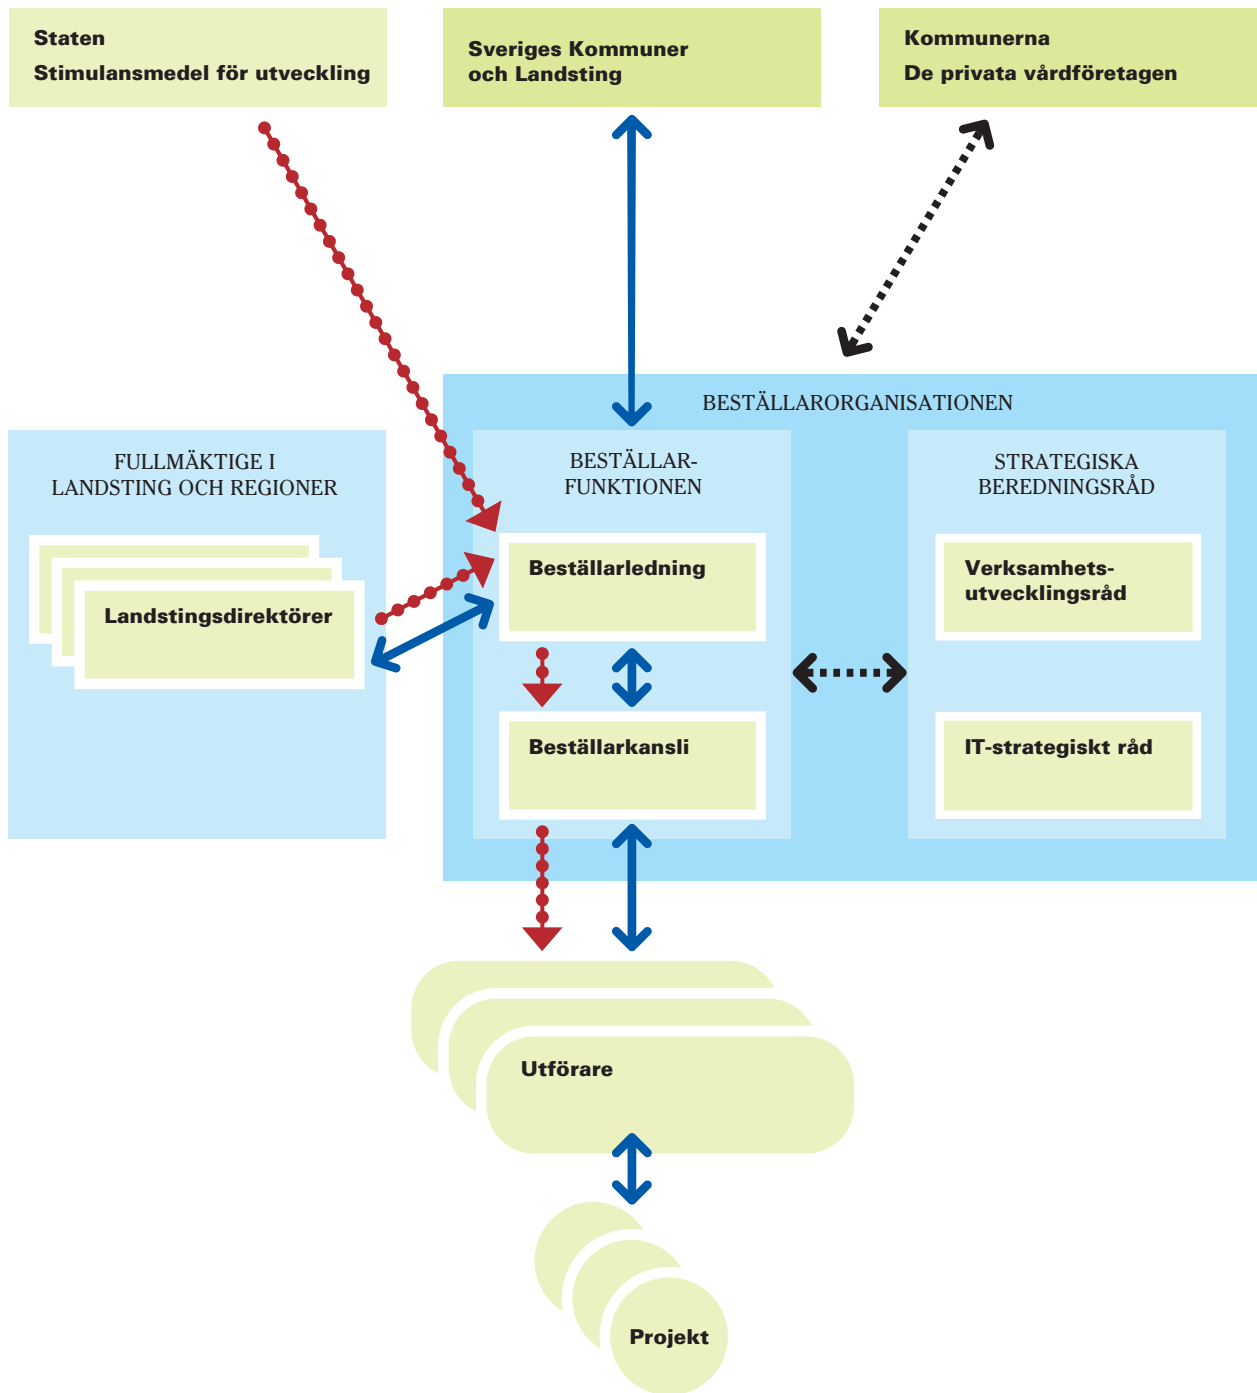 Staten
Stimulansmedel för utveckling
Sveriges Kommuner
och Landsting
Kommunerna
De privata vårdföretagen
BESTÄLLARORGANISATIONEN
FULLMÄKTIGE I
LANDSTING OCH REGIONER
Landstingsdirektörer
BESTÄLLAR-
FUNKTIONEN
Beställarledning
Beställarkansli
STRATEGISKA
BEREDNINGSRÅD
Verksamhets-
utvecklingsråd
IT-strategiskt råd
Utförare
Projekt